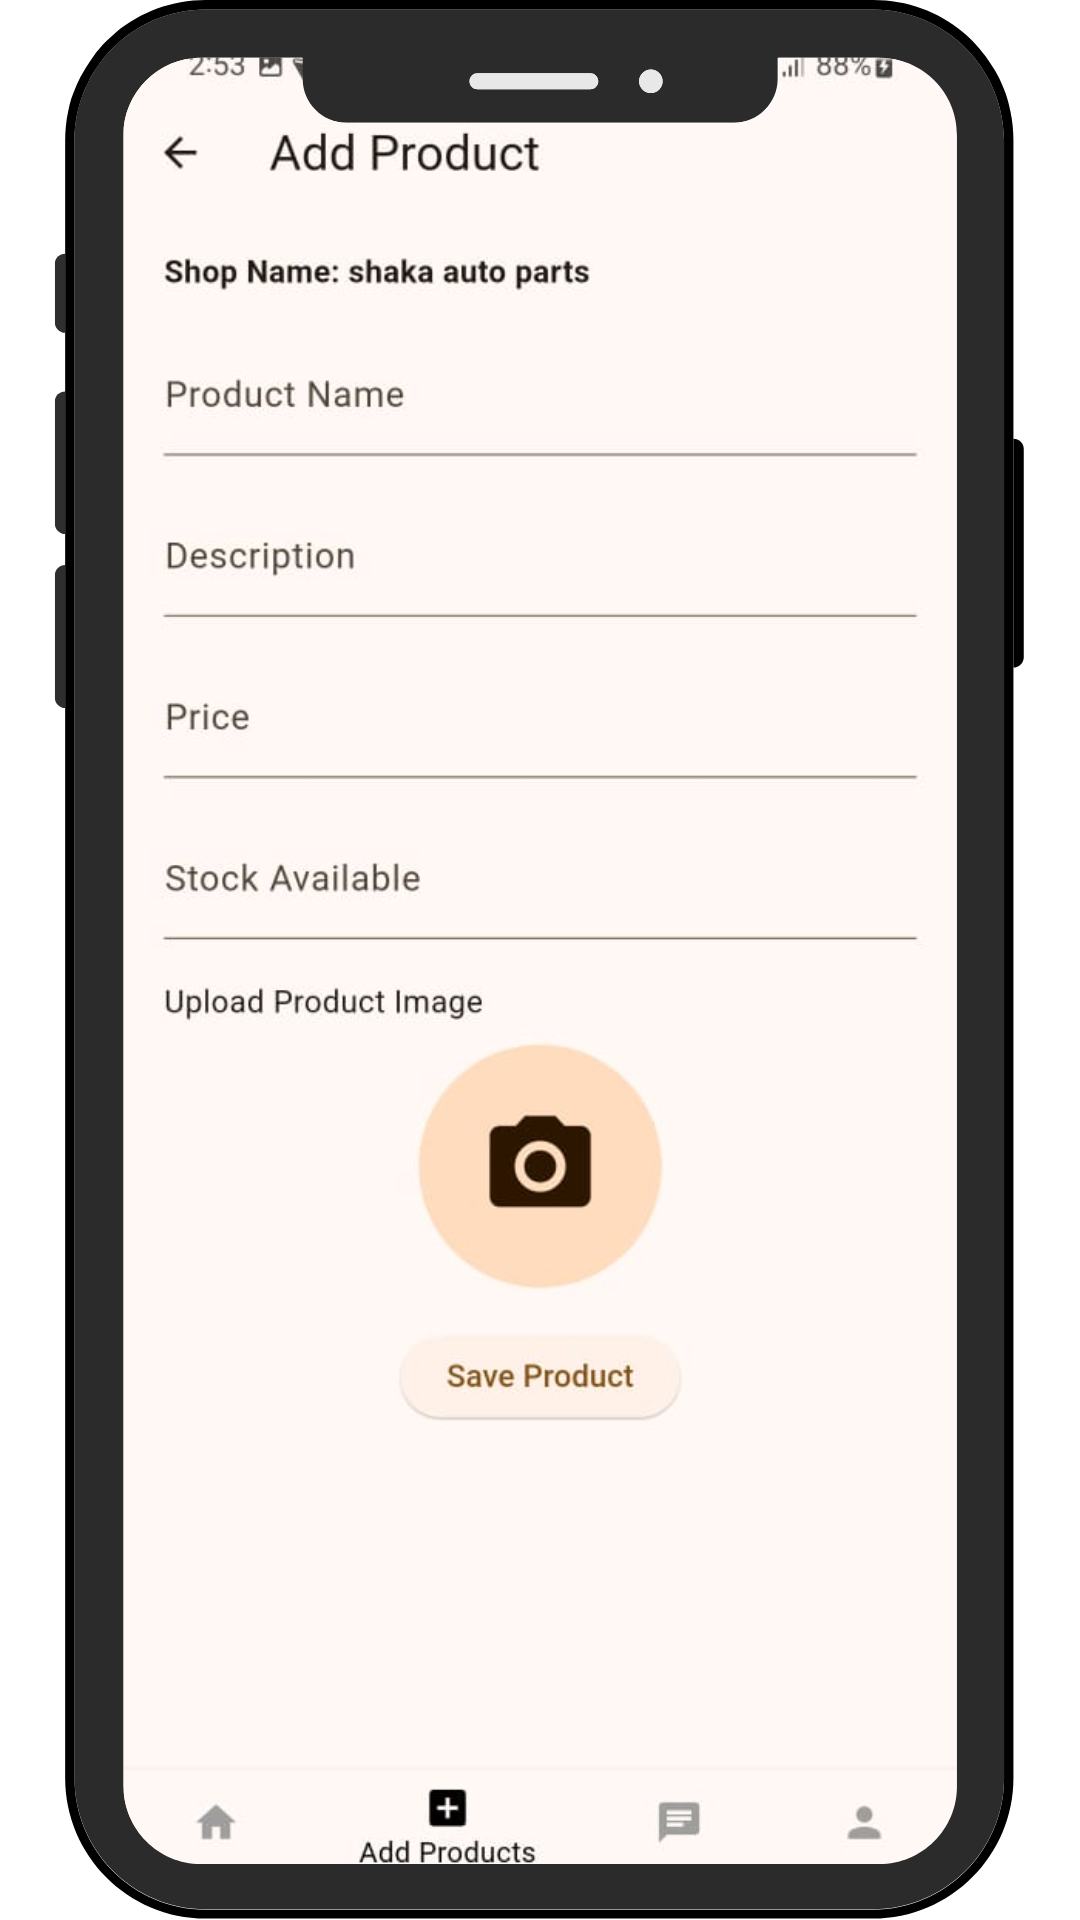 2:53 88%
Add Product
Shop Name: shaka auto parts
Product Name
Description
Price
Stock Available
Upload Product Image
Save Product
Add Products